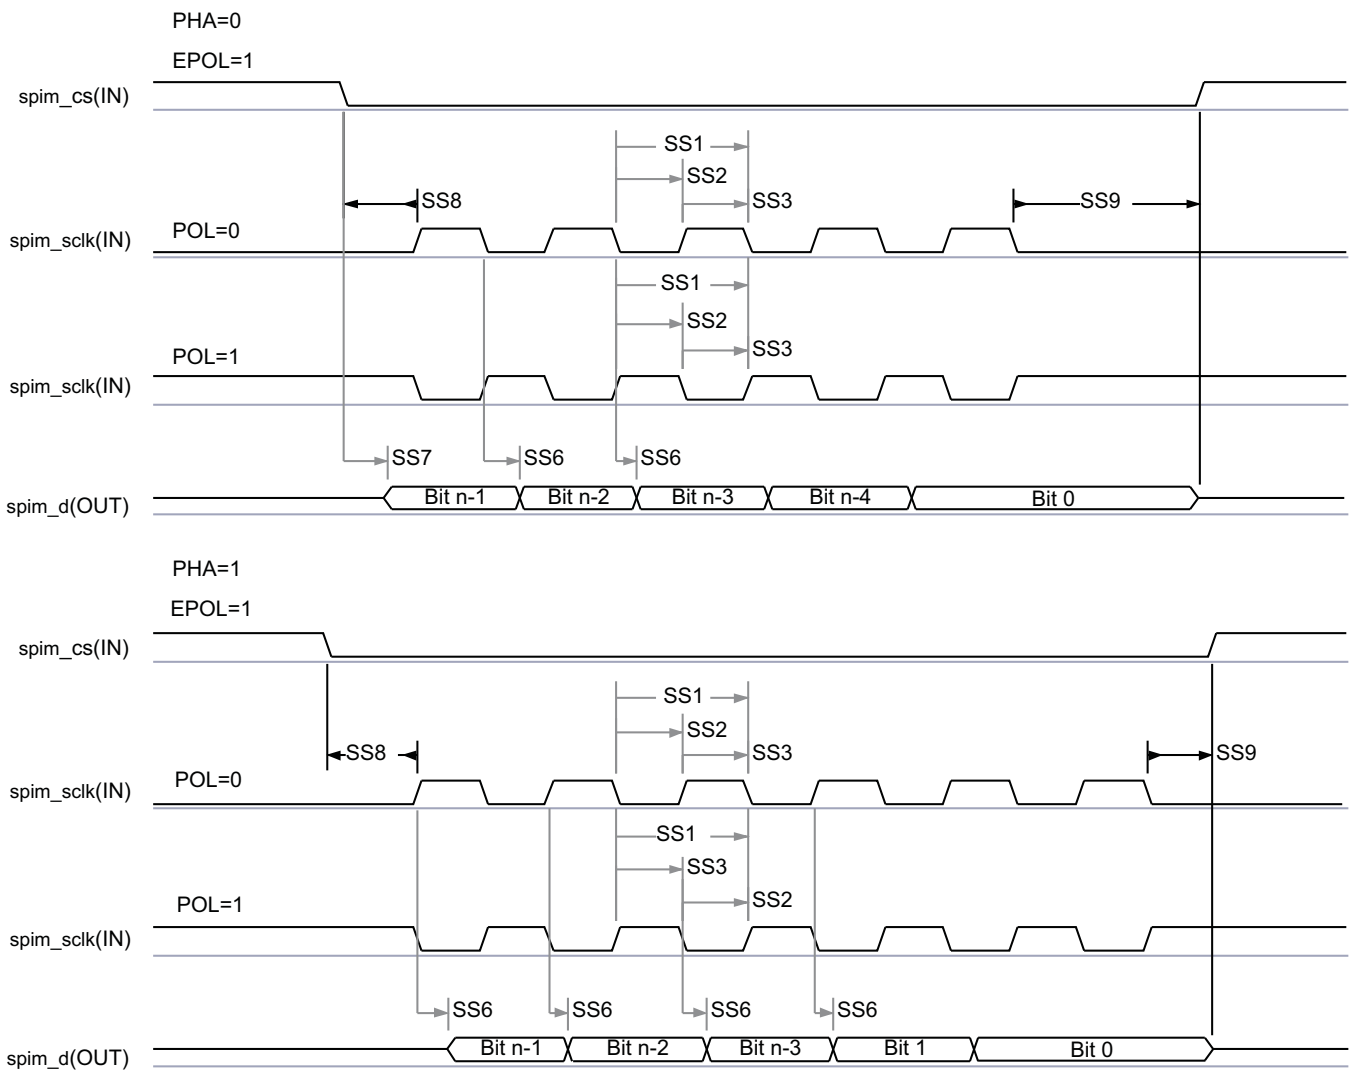 PHA=0
EPOL=1
spim_cs(IN)
SS1
SS2
SS8
SS3
SS9
POL=0
spim_sclk(IN)
SS1
SS2
SS3
POL=1
spim_sclk(IN)
SS7
SS6
SS6
Bit n-1
Bit n-2
Bit n-3
Bit n-4
Bit 0
spim_d(OUT)
PHA=1
EPOL=1
spim_cs(IN)
SS1
SS2
SS8
SS3
SS9
POL=0
spim_sclk(IN)
SS1
SS3
SS2
POL=1
spim_sclk(IN)
SS6
SS6
SS6
SS6
Bit n-1
Bit n-2
Bit n-3
Bit 1
Bit 0
spim_d(OUT)